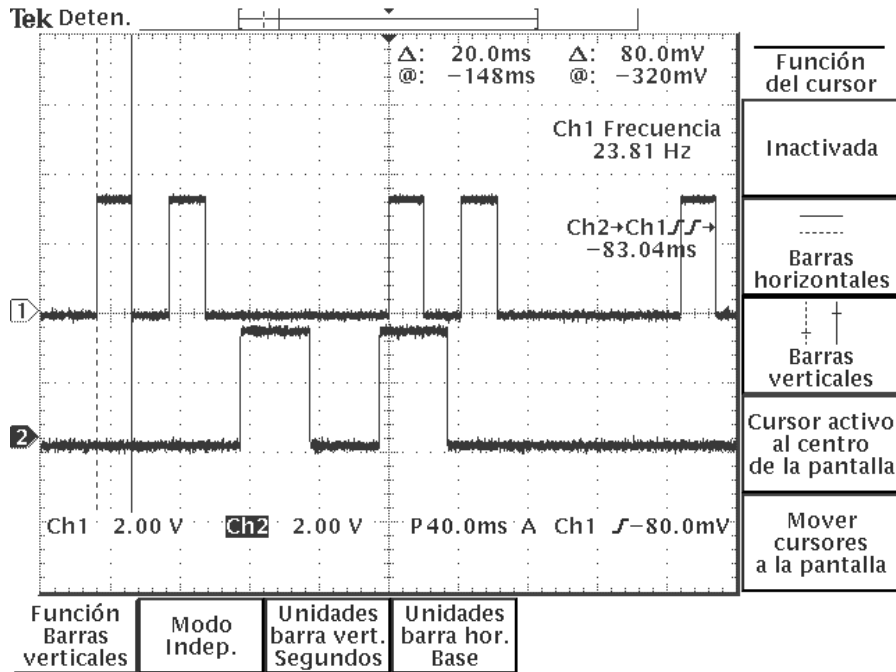 Tek Deten.
Δ: 20.0ms Δ: 80.0mV
@: −148ms @: −320mV
Ch1 Frecuencia
23.81 Hz
Ch2→Ch1∫∫→
−83.04ms
1
2
Ch1 2.00 V Ch2 2.00 V P 40.0ms A Ch1 ∫−80.0mV
Función
del cursor
Inactivada
Barras
horizontales
Barras
verticales
Cursor activo
al centro
de la pantalla
Mover
cursores
a la pantalla
Función
Barras
verticales
Modo
Indep.
Unidades
barra vert.
Segundos
Unidades
barra hor.
Base